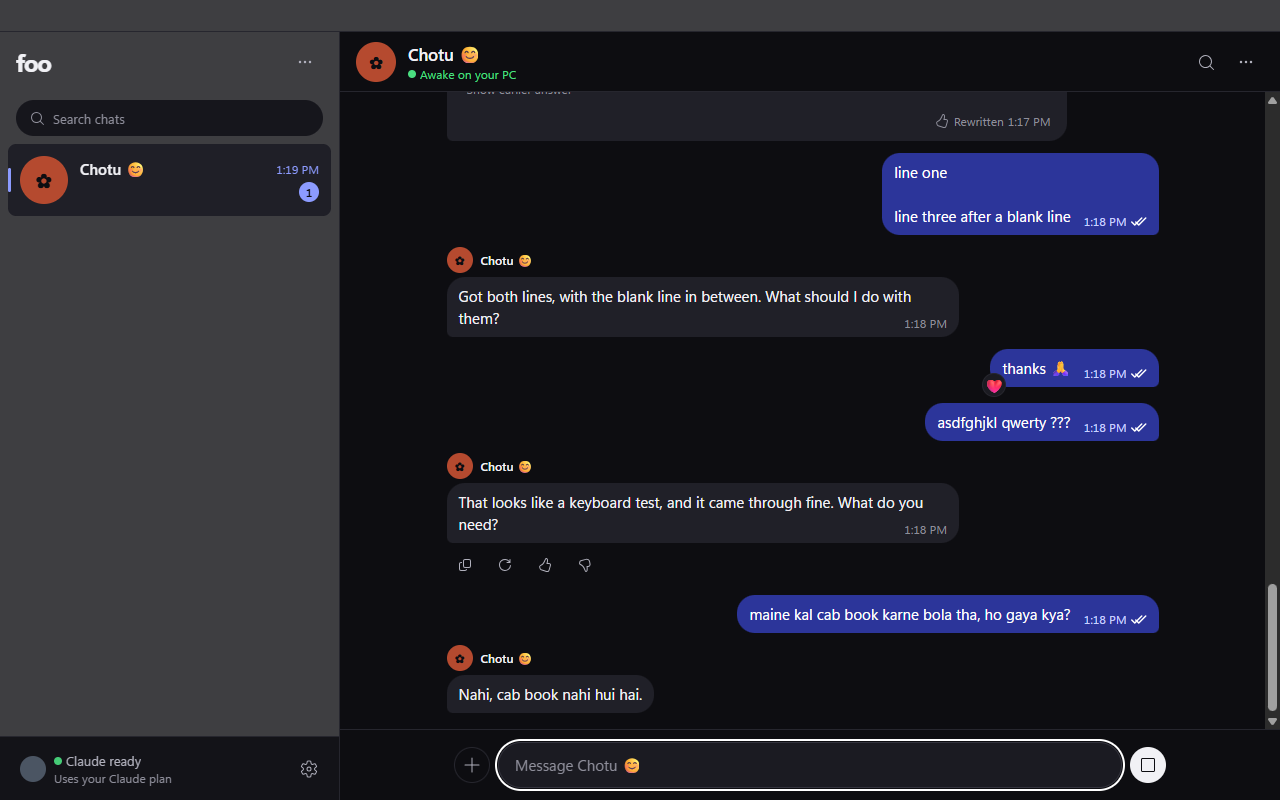 foo
Search chats
Chotu 😊
1:19 PM
1
Claude ready
Uses your Claude plan
Chotu 😊
Awake on your PC
Show earlier answer
Rewritten 1:17 PM
line one

line three after a blank line 1:18 PM
Chotu 😊
Got both lines, with the blank line in between. What should I do with
them?
1:18 PM
thanks 🙏 1:18 PM
asdfghjkl qwerty ??? 1:18 PM
Chotu 😊
That looks like a keyboard test, and it came through fine. What do you
need?
1:18 PM
maine kal cab book karne bola tha, ho gaya kya? 1:18 PM
Chotu 😊
Nahi, cab book nahi hui hai.
Message Chotu 😊